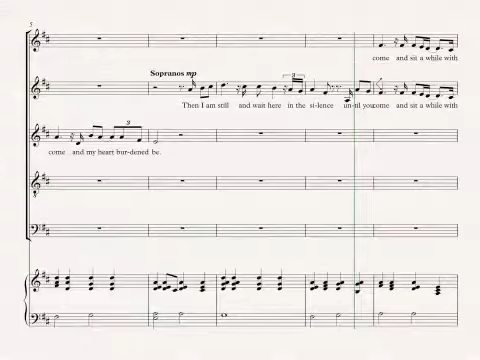 5
Sopranos mp
come and sit a while with
Then I am still and wait here in the si-lence un-til you come and sit a while with
3
3
come and my heart bur-dened be.